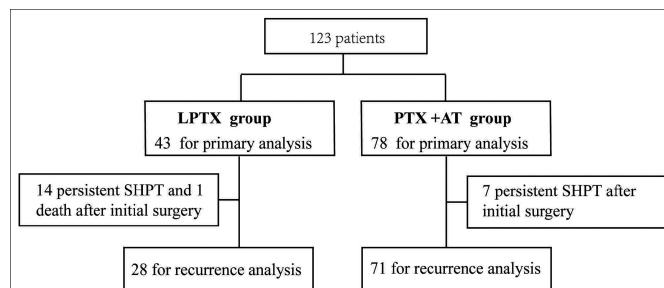 123 patients
LPTX group
43 for primary analysis
PTX +AT group
78 for primary analysis
14 persistent SHPT and 1
death after initial surgery
7 persistent SHPT after
initial surgery
28 for recurrence analysis
71 for recurrence analysis